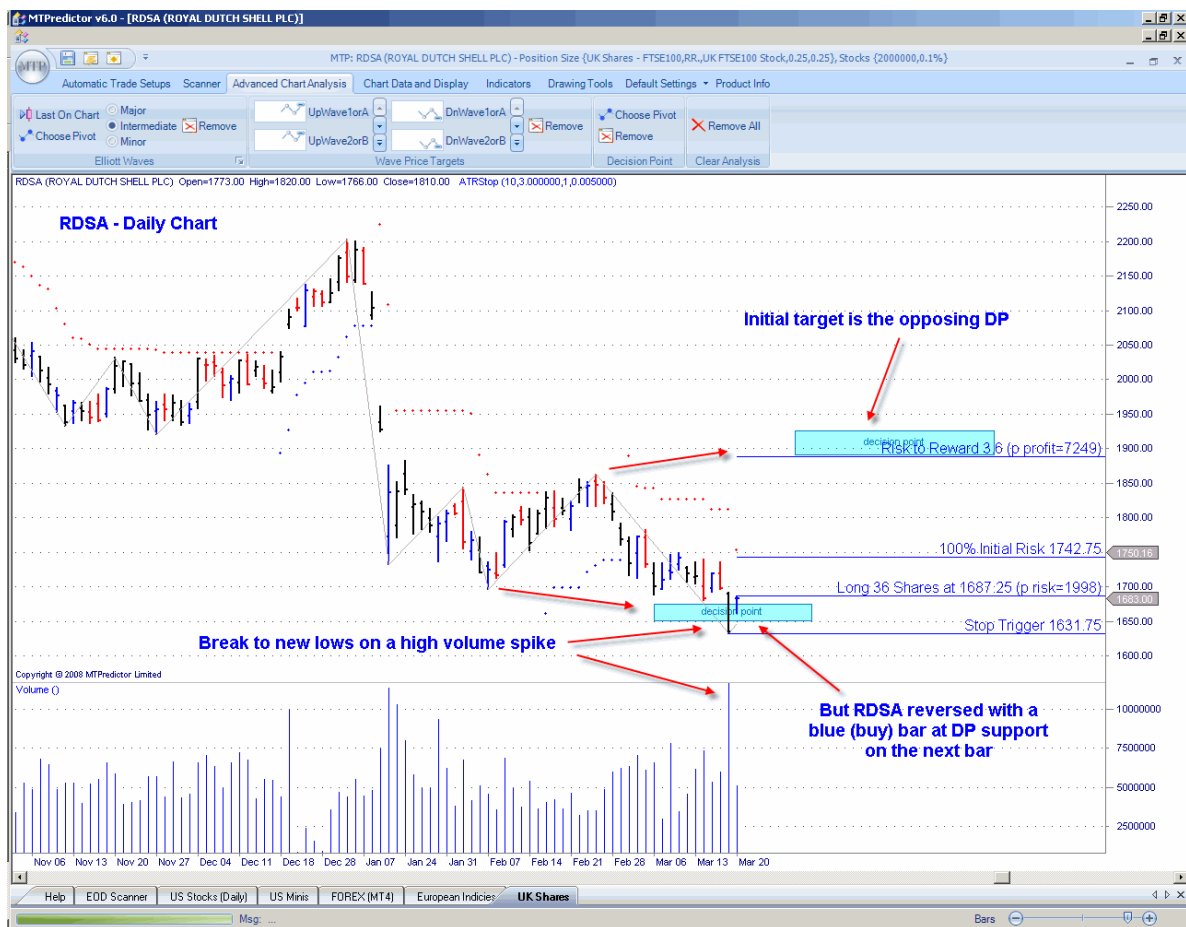 MTPredictor v6.0 - [RDSA (ROYAL DUTCH SHELL PLC)]
MTP
MTP: RDSA (ROYAL DUTCH SHELL PLC) - Position Size {UK Shares - FTSE100,RR.,UK FTSE100 Stock,0.25,0.25}, Stocks {2000000,0.1%}
Automatic Trade Setups Scanner Advanced Chart Analysis Chart Data and Display Indicators Drawing Tools Default Settings Product Info
Last On Chart
Choose Pivot
Major
Intermediate
Minor
Remove
Elliott Waves
UpWave1orA
UpWave2orB
DnWave1orA
DnWave2orB
Remove
Wave Price Targets
Choose Pivot
Remove
Decision Point
Remove All
Clear Analysis
RDSA (ROYAL DUTCH SHELL PLC) Open=1773.00 High=1820.00 Low=1766.00 Close=1810.00 ATRStop (10,3.000000,1,0.005000)
RDSA - Daily Chart
2250.00
2200.00
2150.00
2100.00
2050.00
2000.00
1950.00
1900.00
1850.00
1800.00
1750.16
1700.00
1683.00
1650.00
1600.00
Initial target is the opposing DP
decision point
Risk to Reward 3.6 (p profit=7249)
100% Initial Risk 1742.75
Long 36 Shares at 1687.25 (p risk=1998)
decision point
Stop Trigger 1631.75
Break to new lows on a high volume spike
But RDSA reversed with a
blue (buy) bar at DP support
on the next bar
Copyright © 2008 MTPredictor Limited
Volume ()
10000000
7500000
5000000
2500000
Nov 06 Nov 13 Nov 20 Nov 27 Dec 04 Dec 11 Dec 18 Dec 28 Jan 07 Jan 24 Jan 31 Feb 07 Feb 14 Feb 21 Feb 28 Mar 06 Mar 13 Mar 20
Help EOD Scanner US Stocks (Daily) US Minis FOREX (MT4) European Indicies UK Shares
Msg: ...
Bars